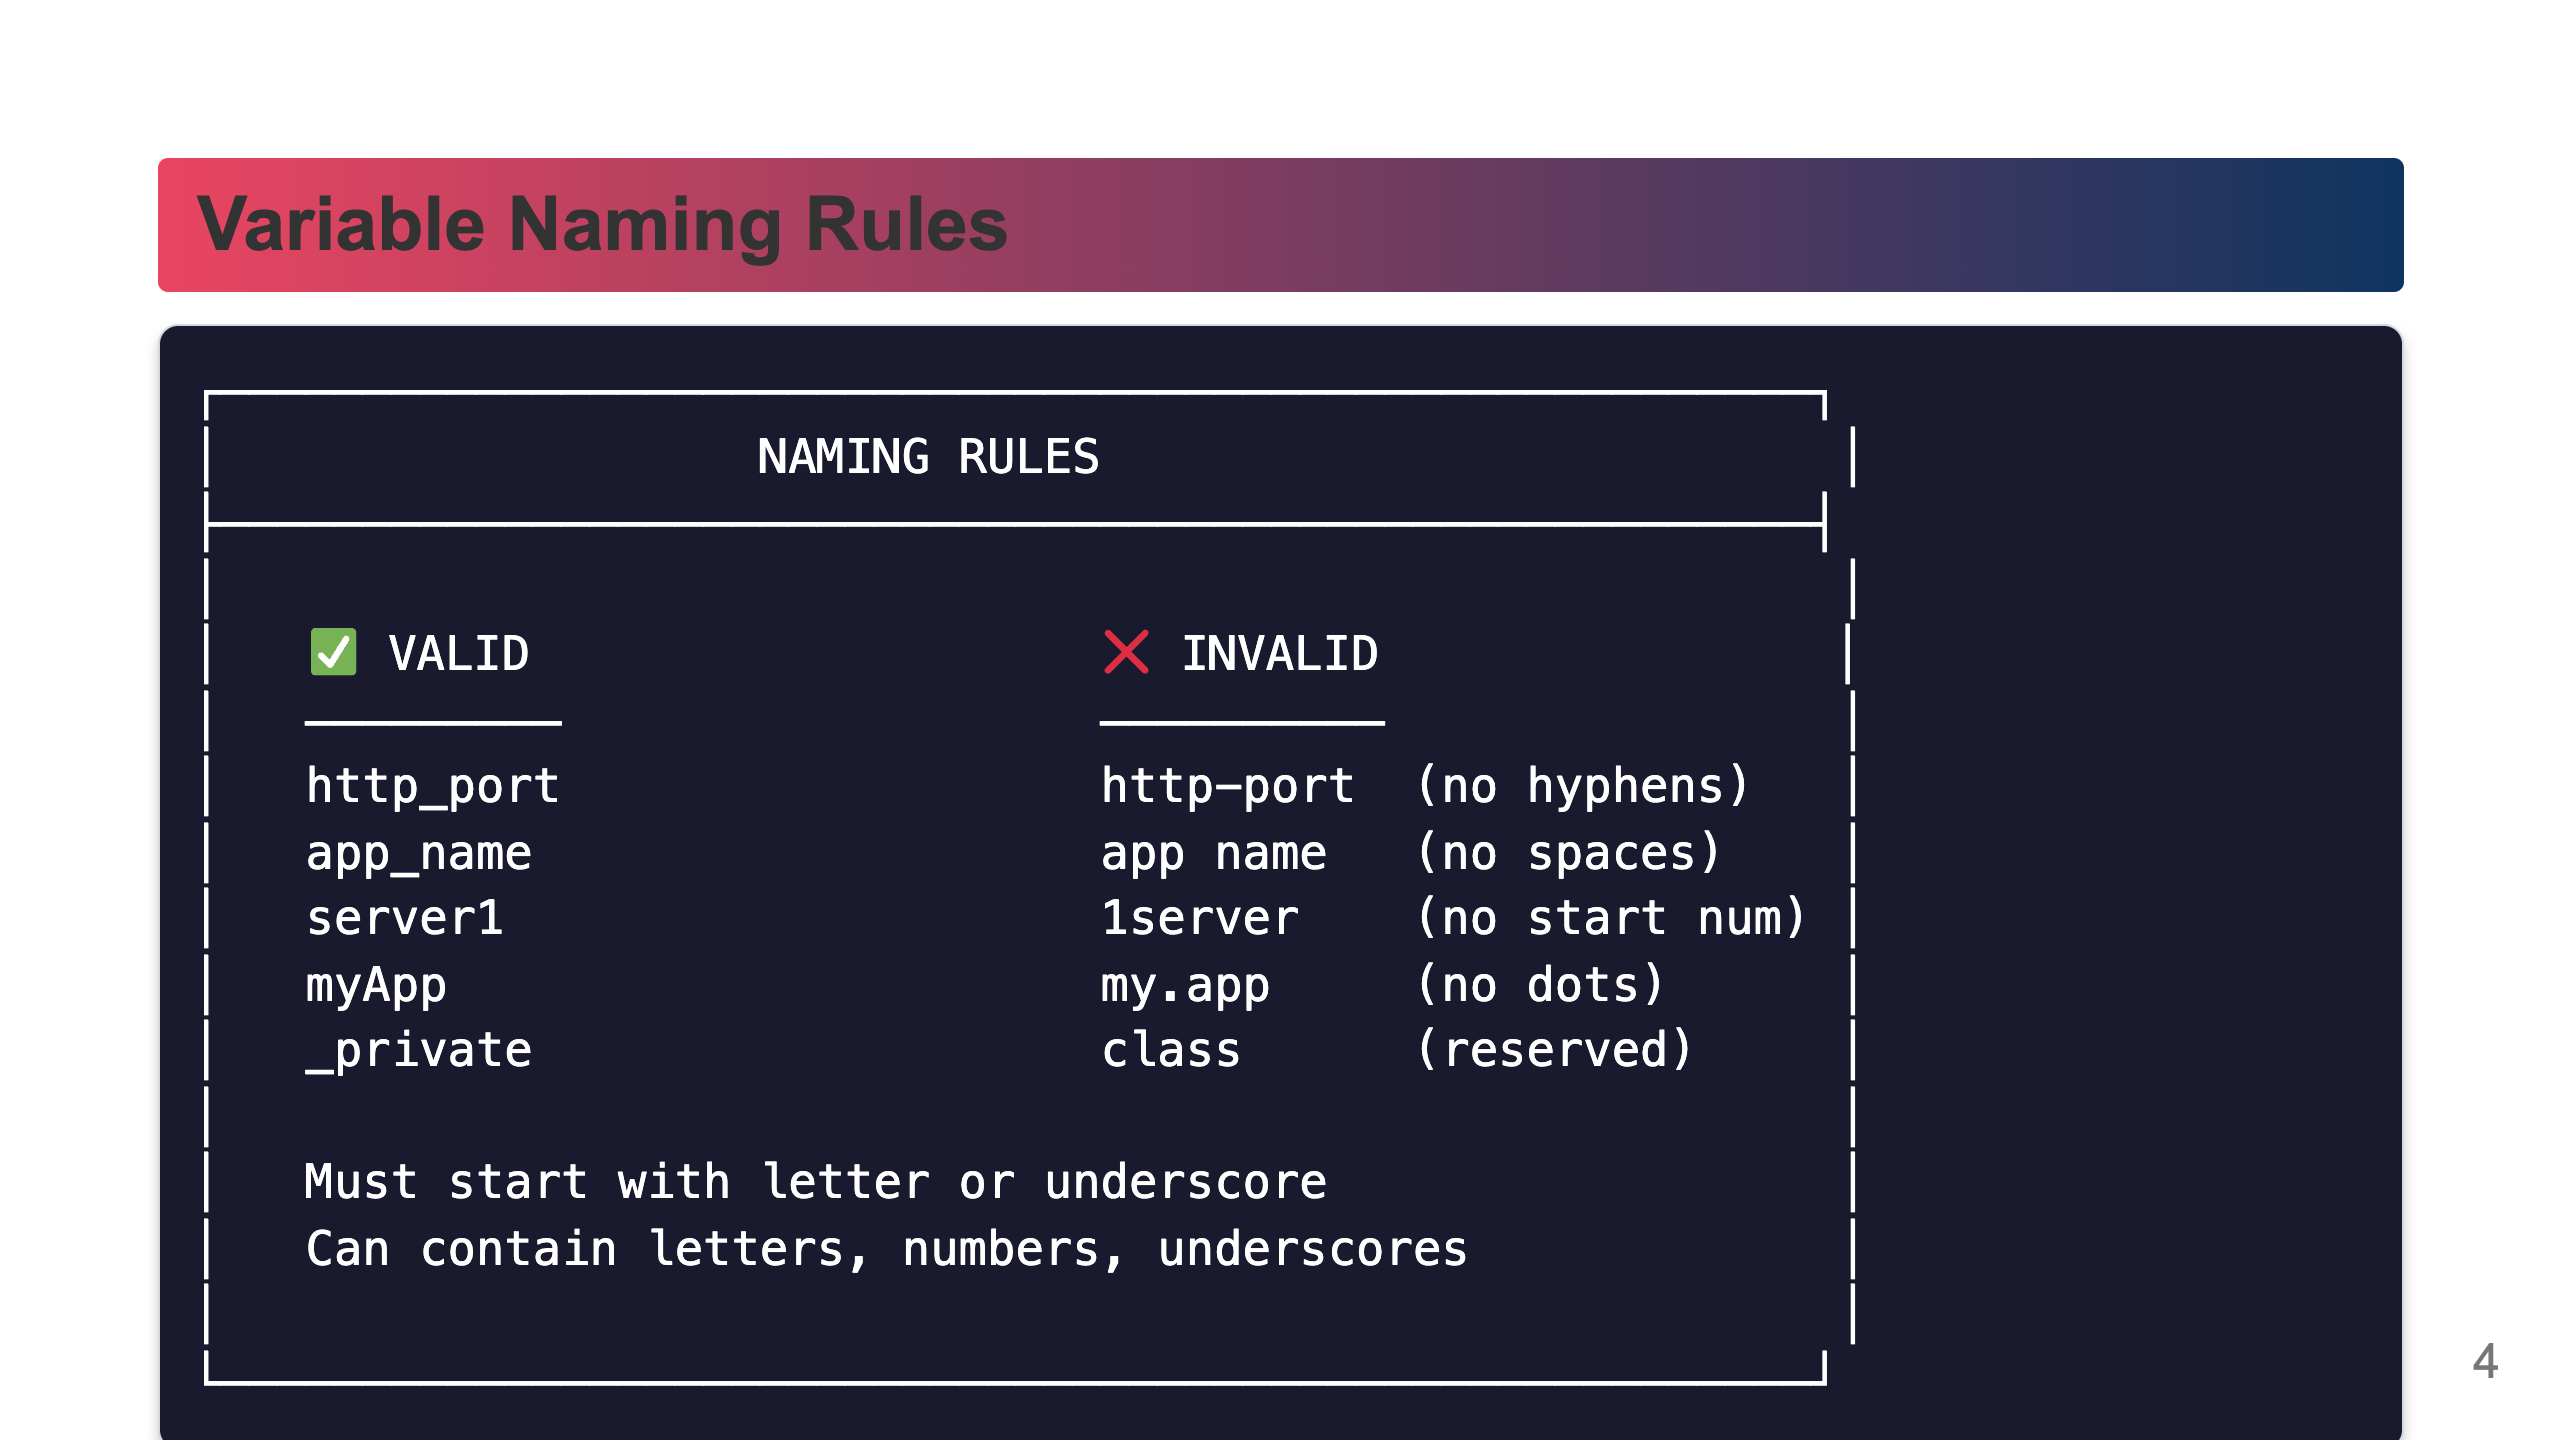 Variable Naming Rules
NAMING RULES
✅ VALID ❌ INVALID
http_port http-port (no hyphens)
app_name app name (no spaces)
server1 1server (no start num)
myApp my.app (no dots)
_private class (reserved)
Must start with letter or underscore
Can contain letters, numbers, underscores
4